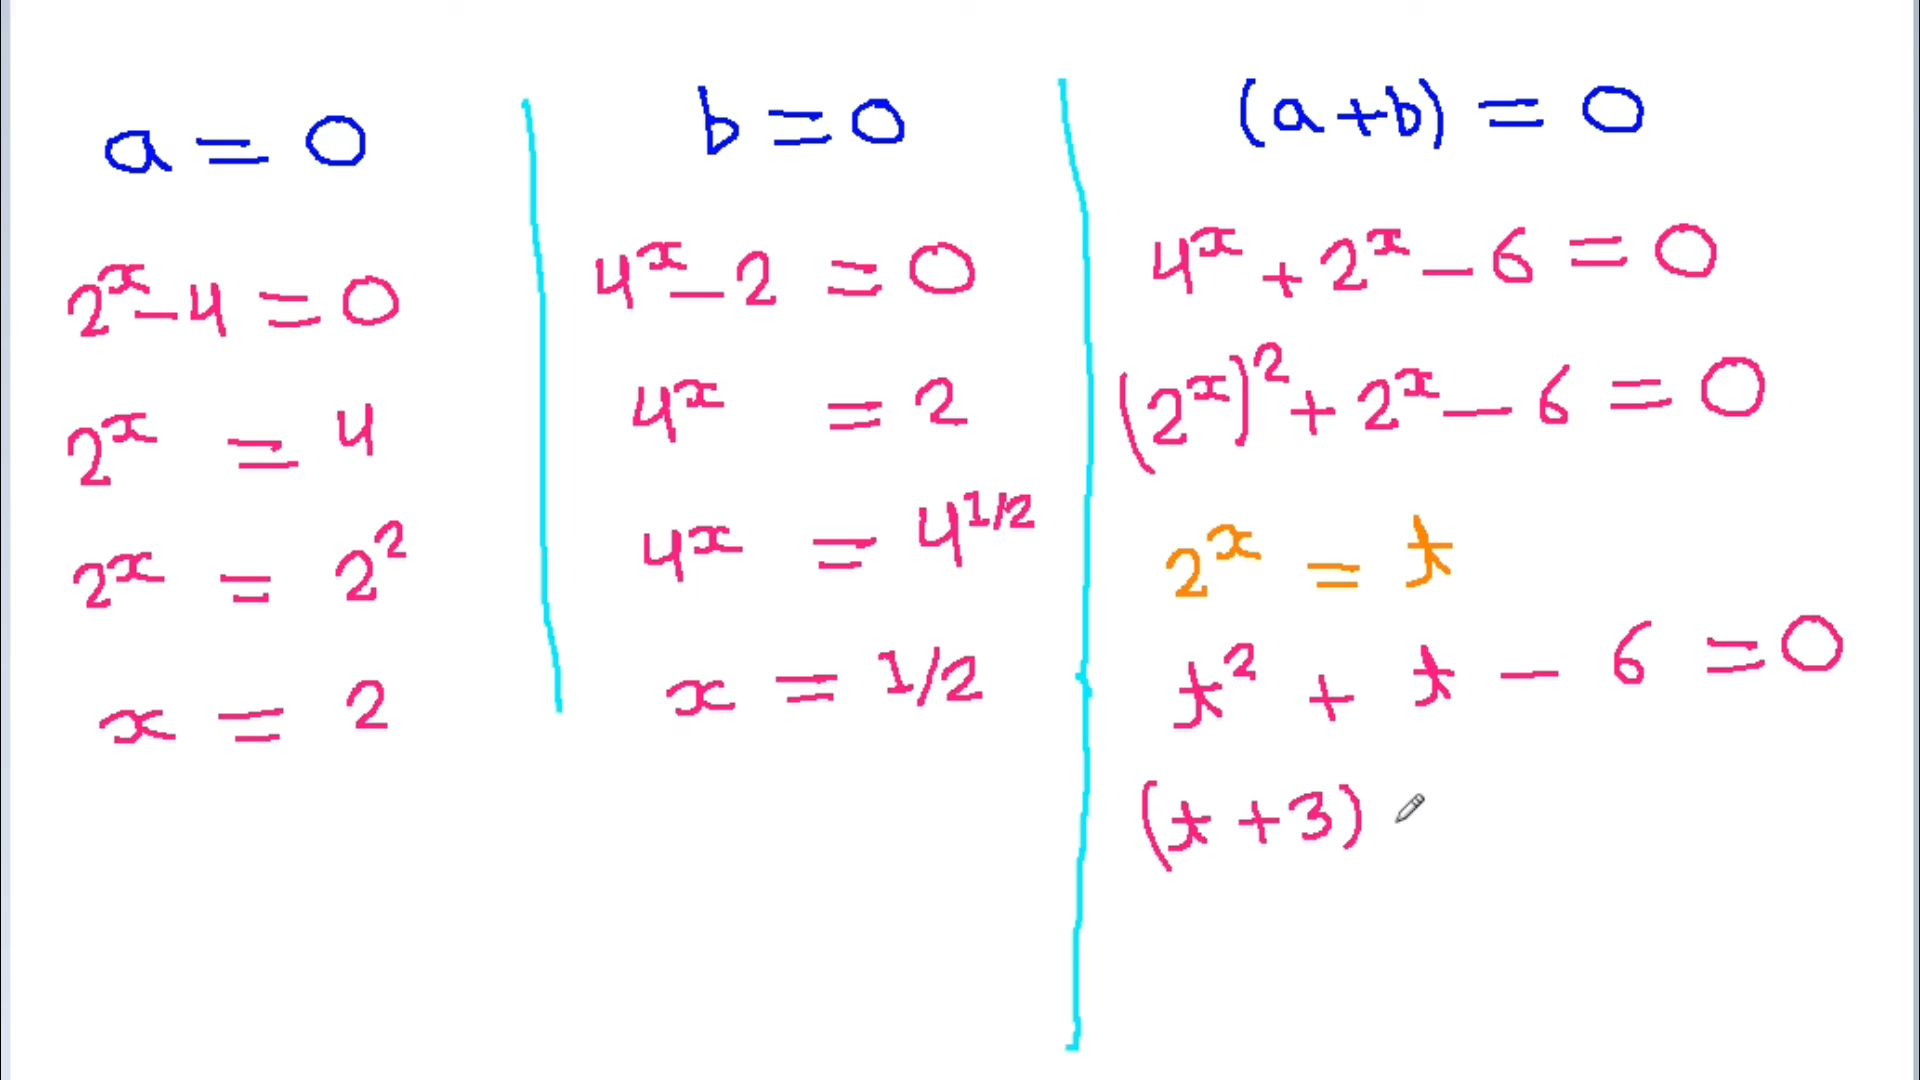 a = 0
2^x - 4 = 0
2^x = 4
2^x = 2^2
x = 2
b = 0
4^x - 2 = 0
4^x = 2
4^x = 4^1/2
x = 1/2
(a + b) = 0
4^x + 2^x - 6 = 0
(2^x)^2 + 2^x - 6 = 0
2^x = t
t^2 + t - 6 = 0
(t + 3)